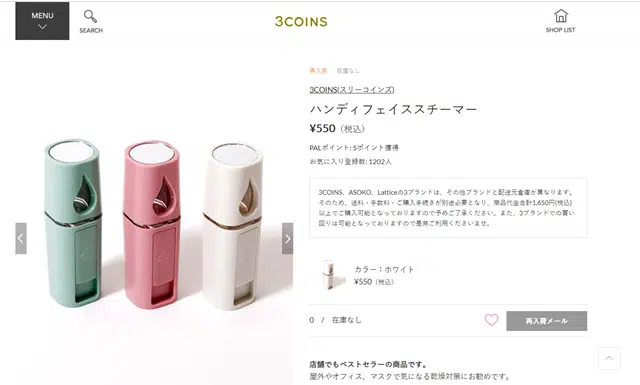 MENU
SEARCH
3COINS
SHOP LIST
再入荷 在庫なし
3COINS(スリーコインズ)
ハンディフェイススチーマー
¥550（税込）
PALポイント: 5ポイント獲得
お気に入り登録数: 1202人
3COINS、ASOKO、Latticeの3ブランドは、その他ブランドと配送元倉庫が異なります。
そのため、送料・手数料・ご購入手続きが別途必要となり、商品代金合計1,650円(税込)
以上でご購入可能となっておりますので予めご了承ください。また、3ブランドでの買い
回りは可能となっておりますので是非ご利用くださいませ。
カラー：ホワイト
¥550（税込）
0 / 在庫なし
再入荷メール
店舗でもベストセラーの商品です。
屋外やオフィス、マスクで気になる乾燥対策にお勧めです。